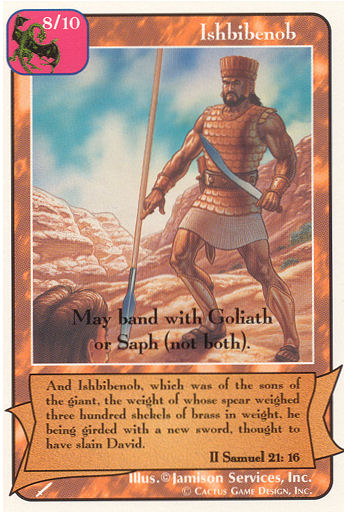 8/10
Ishbibenob
May band with Goliath
or Saph (not both).
And Ishbibenob, which was of the sons of
the giant, the weight of whose spear weighed
three hundred shekels of brass in weight, he
being girded with a new sword, thought to
have slain David.
II Samuel 21: 16
Illus.©Jamison Services, Inc.
© Cactus Game Design, Inc.